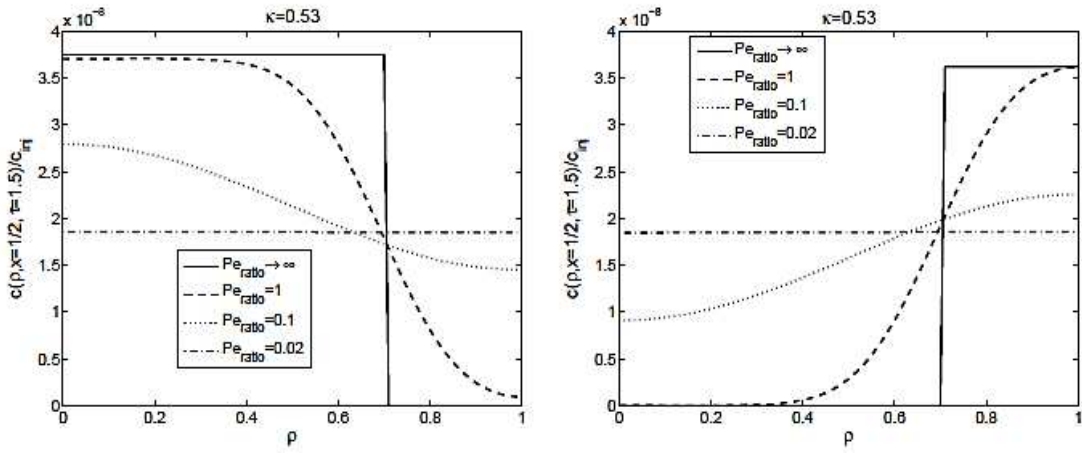 x 10⁻⁸
κ=0.53
4
3.5
3
2.5
2
1.5
1
0.5
0
c(ρ,x=1/2, τ=1.5)/c_inj
Pe_ratio→∞
Pe_ratio=1
Pe_ratio=0.1
Pe_ratio=0.02
0 0.2 0.4 0.6 0.8 1
ρ
x 10⁻⁸
κ=0.53
4
3.5
3
2.5
2
1.5
1
0.5
0
c(ρ,x=1/2, τ=1.5)/c_inj
Pe_ratio→∞
Pe_ratio=1
Pe_ratio=0.1
Pe_ratio=0.02
0 0.2 0.4 0.6 0.8 1
ρ